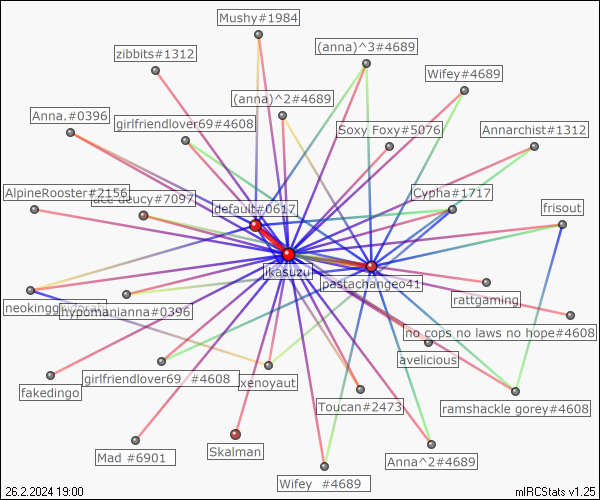 Mushy#1984
(anna)^3#4689
zibbits#1312
Wifey#4689
(anna)^2#4689
Anna.#0396
girlfriendlover69#4608
Soxy Foxy#5076
Annarchist#1312
AlpineRooster#2156
ace deucy#7097
Cypha#1717
default#0617
frisout
ikasuzu
pastachangeo41
rattgaming
hypomanianna#0396
no cops no laws no hope#4608
avelicious
fakedingo
girlfriendlover69_#4608
xenoyaut
Toucan#2473
ramshackle gorey#4608
Mad_#6901
Skalman
Anna^2#4689
Wifey_#4689
26.2.2024 19:00
mIRCStats v1.25